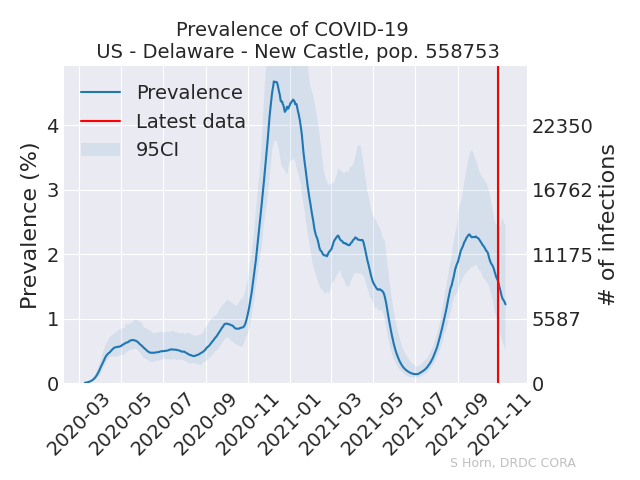 Prevalence of COVID-19
US - Delaware - New Castle, pop. 558753
Prevalence
Latest data
95CI
Prevalence (%)
4
3
2
1
0
22350
16762
11175
5587
0
# of infections
2020-03
2020-05
2020-07
2020-09
2020-11
2021-01
2021-03
2021-05
2021-07
2021-09
2021-11
S Horn, DRDC CORA